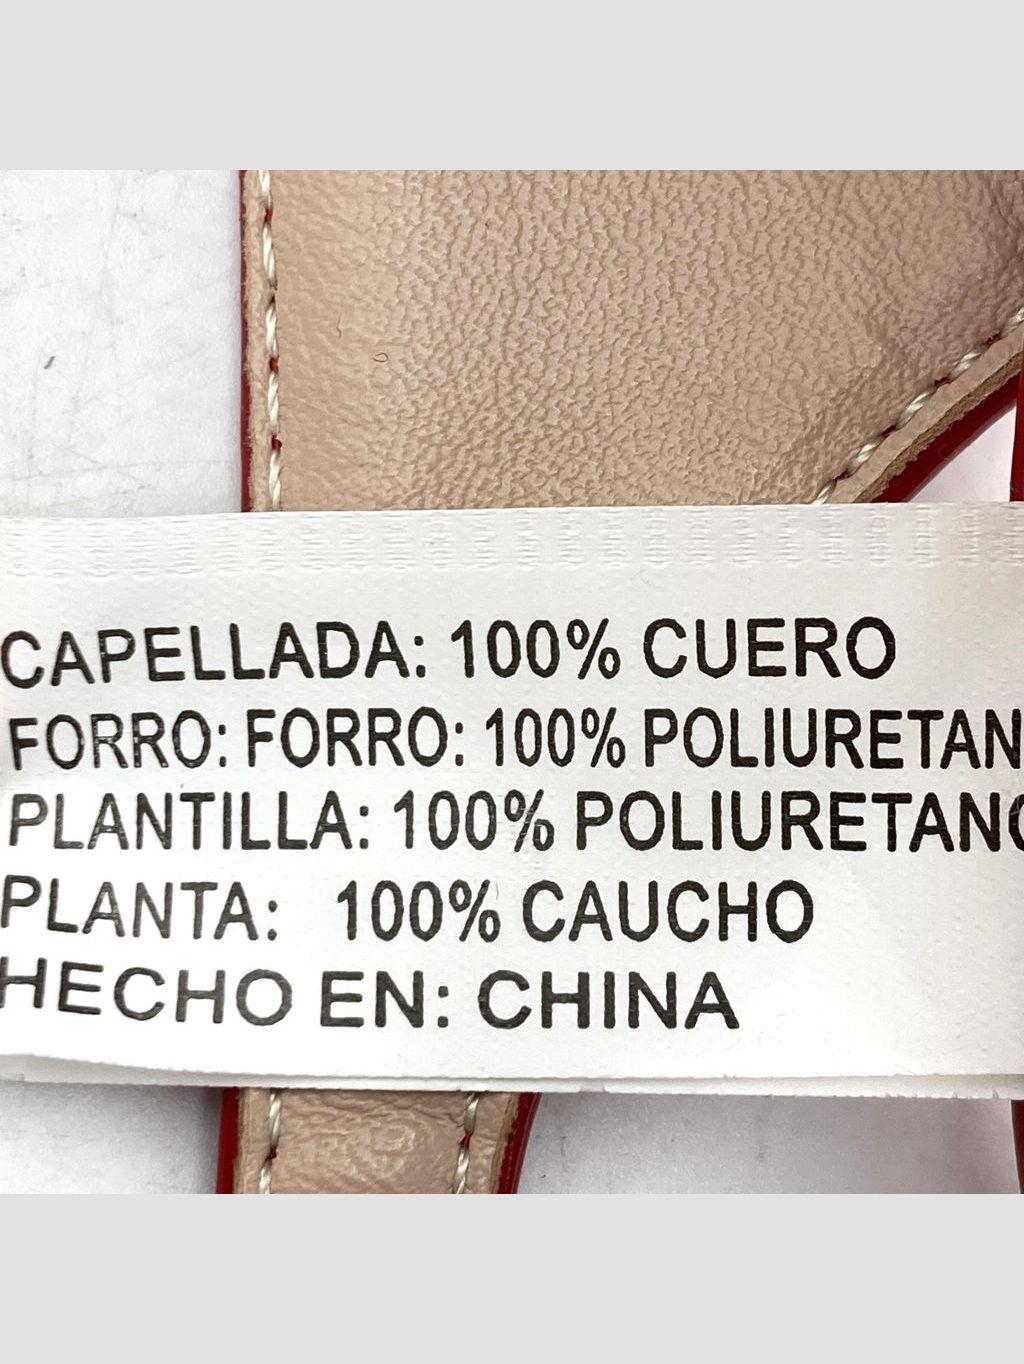 CAPELLADA: 100% CUERO
FORRO: FORRO: 100% POLIURETAN
PLANTILLA: 100% POLIURETANO
PLANTA: 100% CAUCHO
HECHO EN: CHINA